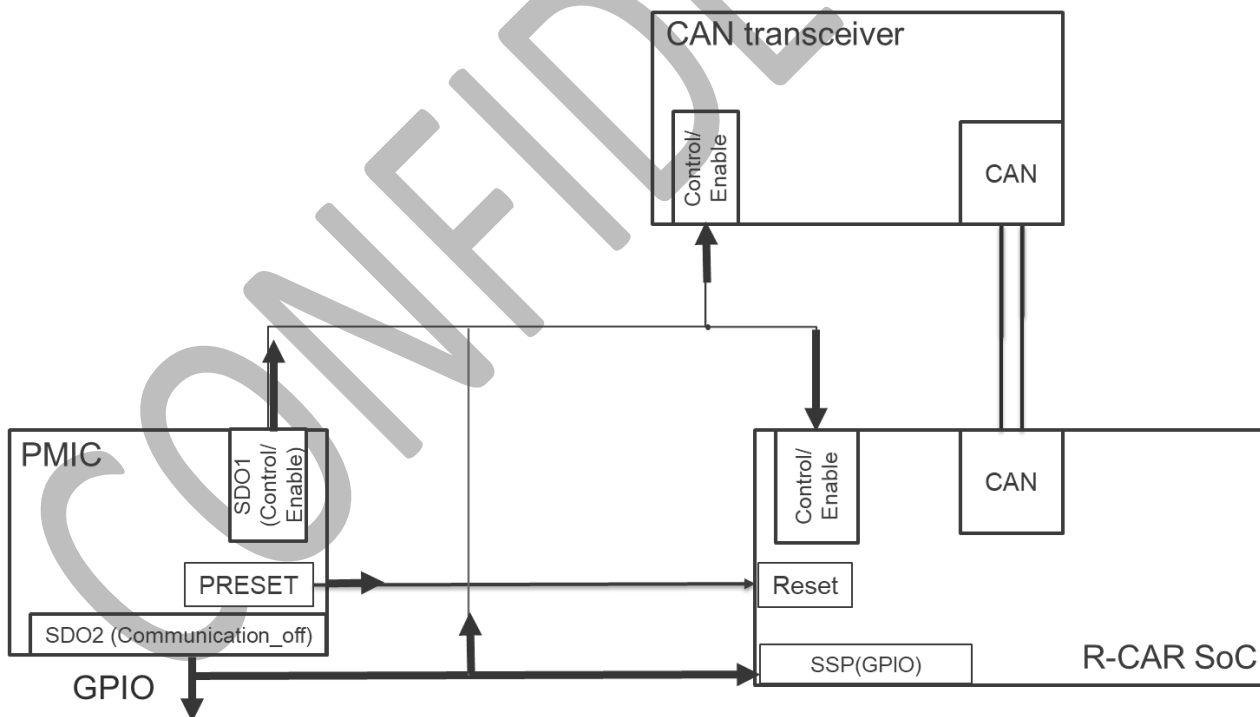 CAN transceiver
Control/
Enable
CAN
PMIC
SDO1
(Control/
Enable)
Control/
Enable
CAN
PRESET
Reset
SDO2 (Communication_off)
SSP(GPIO)
R-CAR SoC
GPIO
CONFIDE